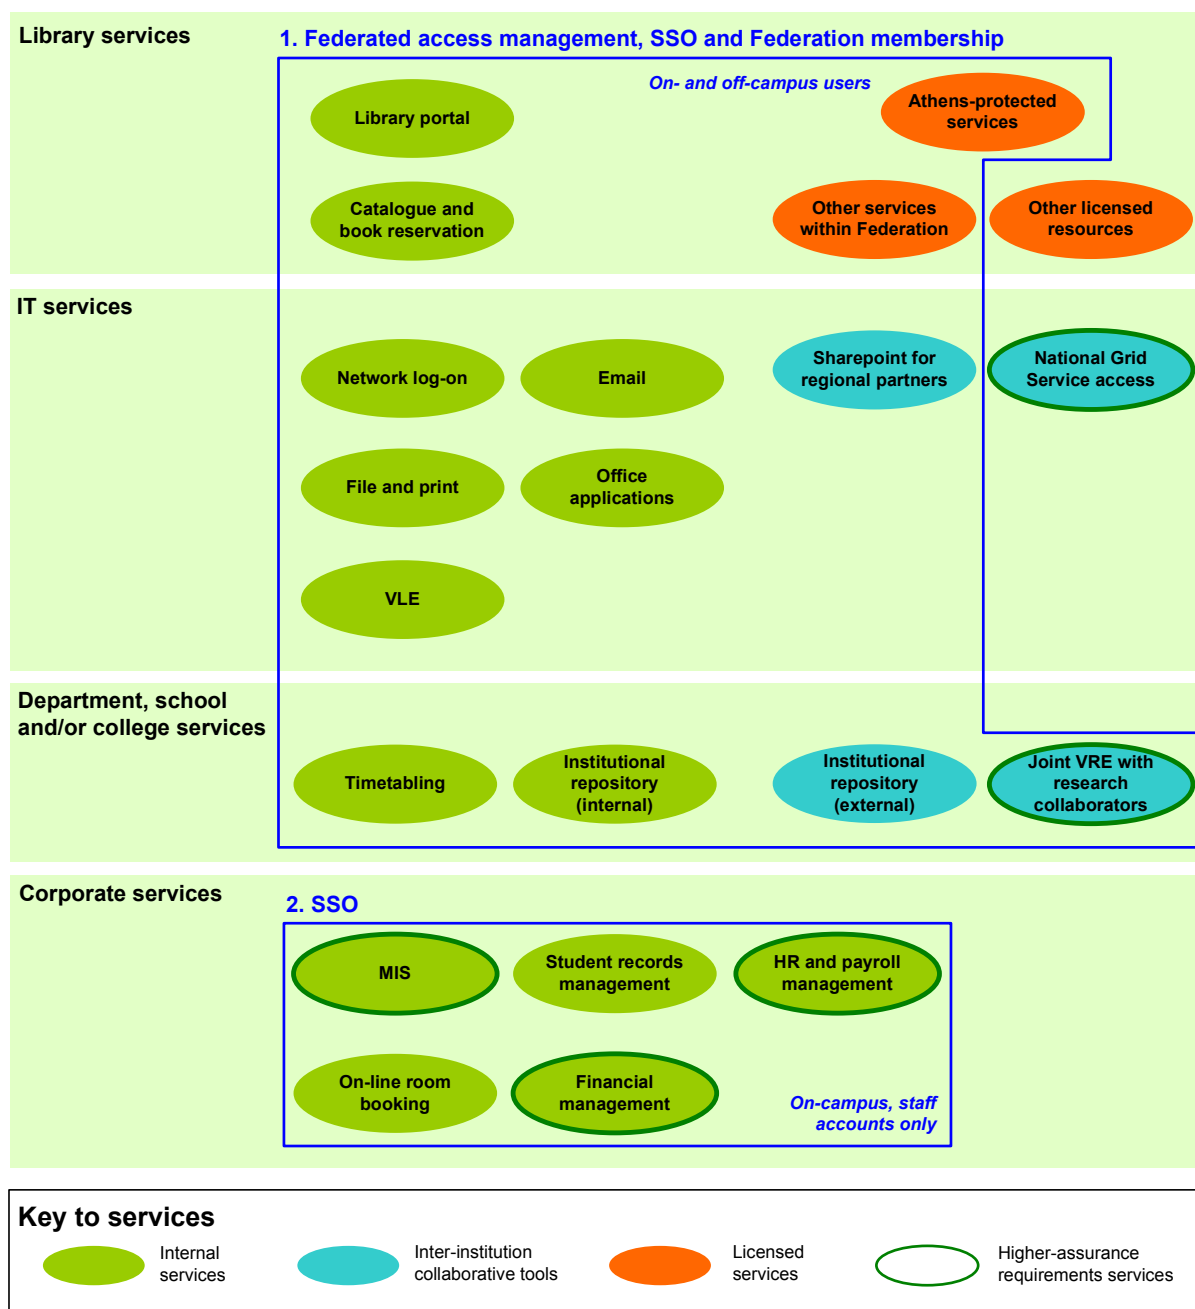 Library services
1. Federated access management, SSO and Federation membership
On- and off-campus users
Library portal
Athens-protected
services
Catalogue and
book reservation
Other services
within Federation
Other licensed
resources
IT services
Network log-on
Email
Sharepoint for
regional partners
National Grid
Service access
File and print
Office
applications
VLE
Department, school
and/or college services
Timetabling
Institutional
repository
(internal)
Institutional
repository
(external)
Joint VRE with
research
collaborators
Corporate services
2. SSO
MIS
Student records
management
HR and payroll
management
On-line room
booking
Financial
management
On-campus, staff
accounts only
Key to services
Internal
services
Inter-institution
collaborative tools
Licensed
services
Higher-assurance
requirements services